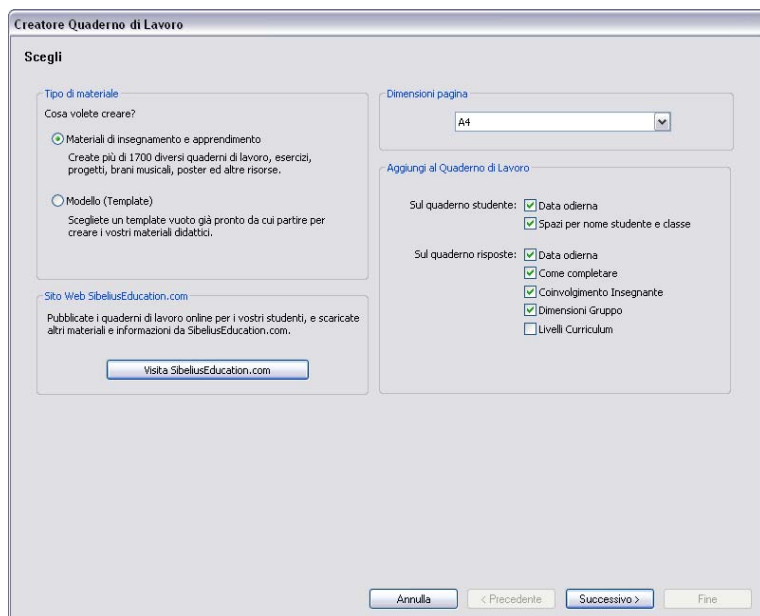 Creatore Quaderno di Lavoro
Scegli
Tipo di materiale
Cosa volete creare?
Materiali di insegnamento e apprendimento
Create più di 1700 diversi quaderni di lavoro, esercizi,
progetti, brani musicali, poster ed altre risorse.
Modello (Template)
Scegliete un template vuoto già pronto da cui partire per
creare i vostri materiali didattici.
Sito Web SibeliusEducation.com
Pubblicate i quaderni di lavoro online per i vostri studenti, e scaricate
altri materiali e informazioni da SibeliusEducation.com.
Visita SibeliusEducation.com
Dimensioni pagina
A4
Aggiungi al Quaderno di Lavoro
Sul quaderno studente: Data odierna
Spazi per nome studente e classe
Sul quaderno risposte: Data odierna
Come completare
Coinvolgimento Insegnante
Dimensioni Gruppo
Livelli Curriculum
Annulla < Precedente Successivo > Fine